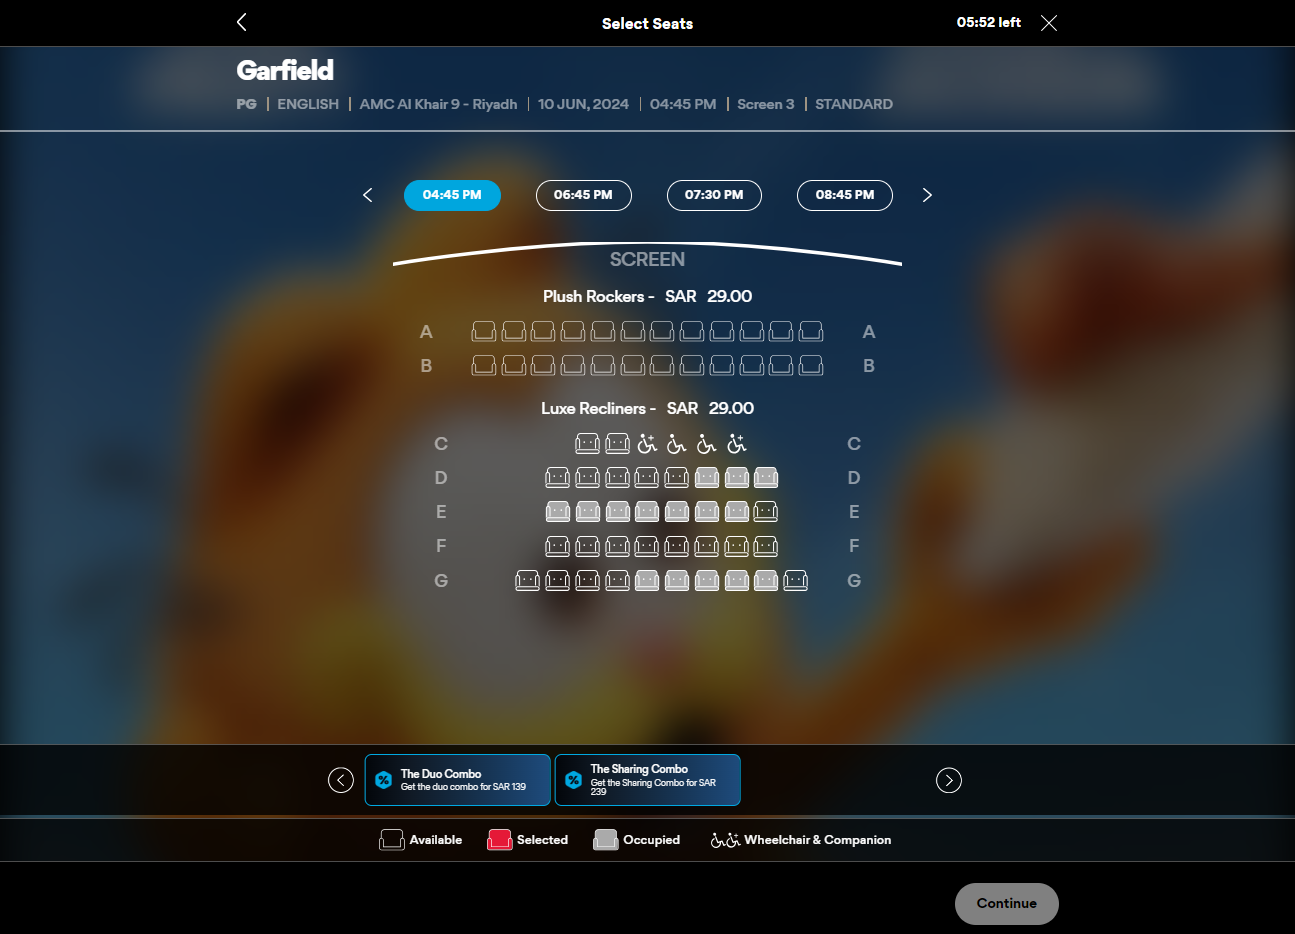 Select Seats
05:52 left
Garfield
PG | ENGLISH | AMC Al Khair 9 - Riyadh | 10 JUN, 2024 | 04:45 PM | Screen 3 | STANDARD
04:45 PM 06:45 PM 07:30 PM 08:45 PM
SCREEN
Plush Rockers - SAR 29.00
A A
B B
Luxe Recliners - SAR 29.00
C C
D D
E E
F F
G G
The Duo Combo
Get the duo combo for SAR 139
The Sharing Combo
Get the Sharing Combo for SAR
239
Available Selected Occupied Wheelchair & Companion
Continue